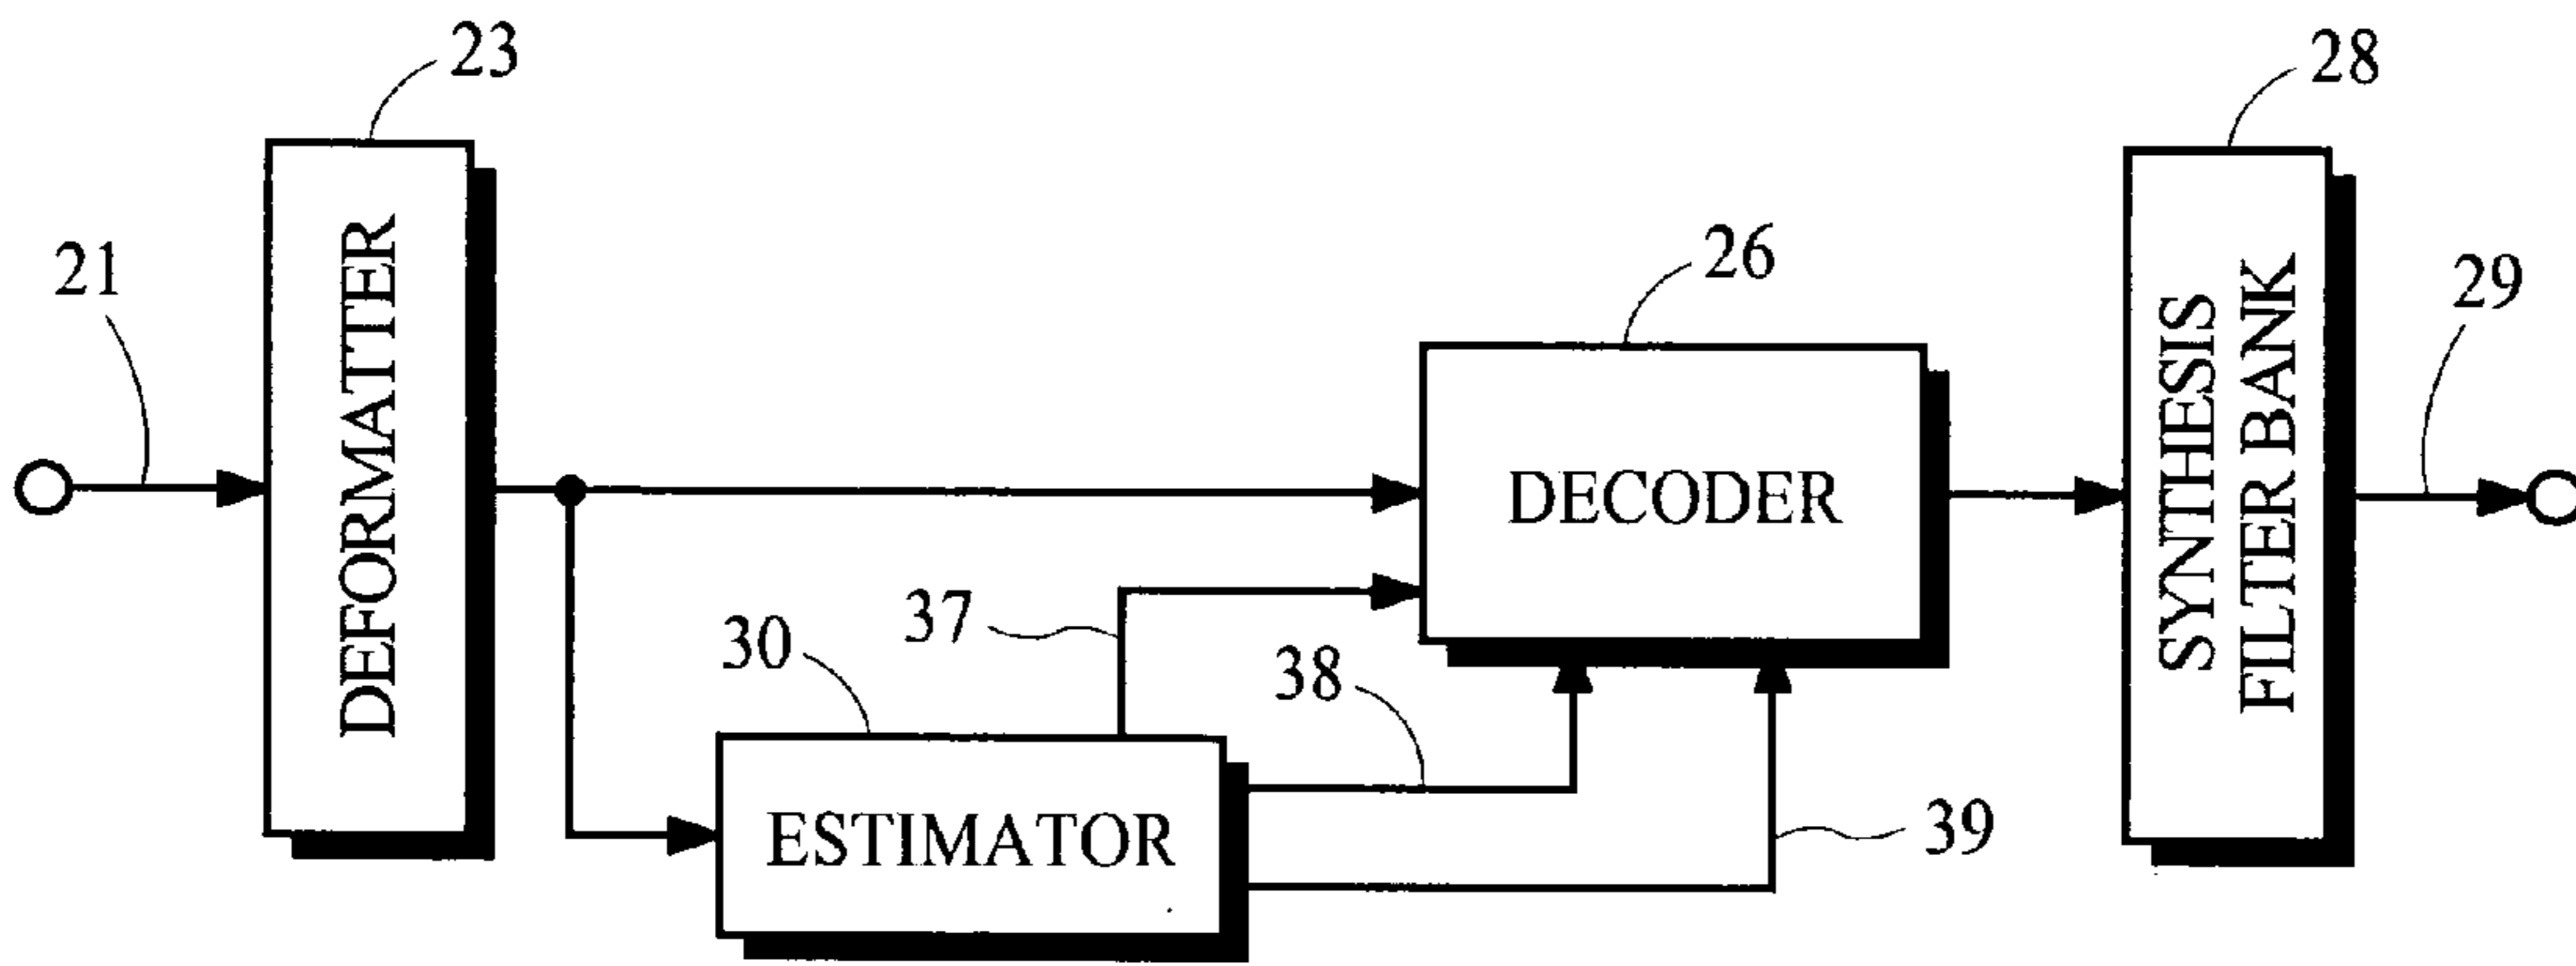 23
28
21
26
29
DEFORMATTER
DECODER
SYNTHESIS
FILTER BANK
37
30
38
ESTIMATOR
39